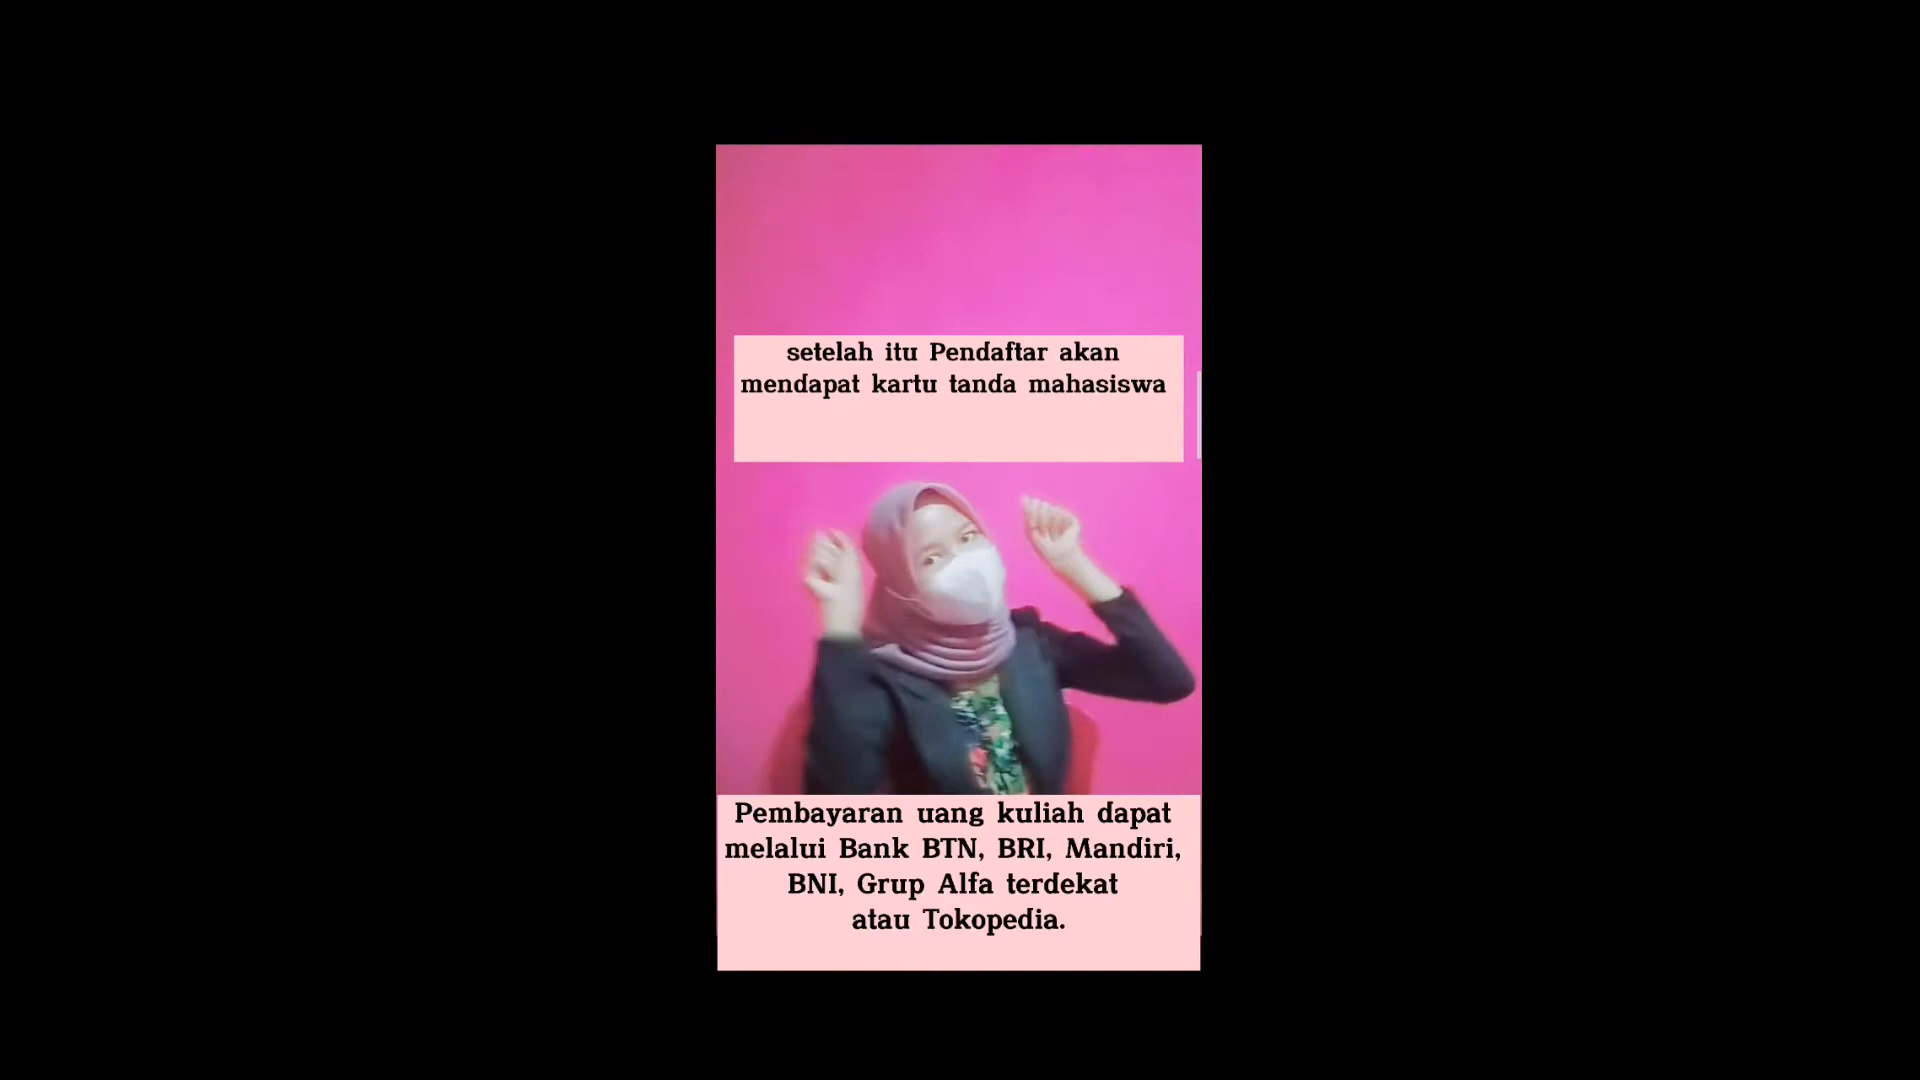 setelah itu Pendaftar akan
mendapat kartu tanda mahasiswa
Pembayaran uang kuliah dapat
melalui Bank BTN, BRI, Mandiri,
BNI, Grup Alfa terdekat
atau Tokopedia.